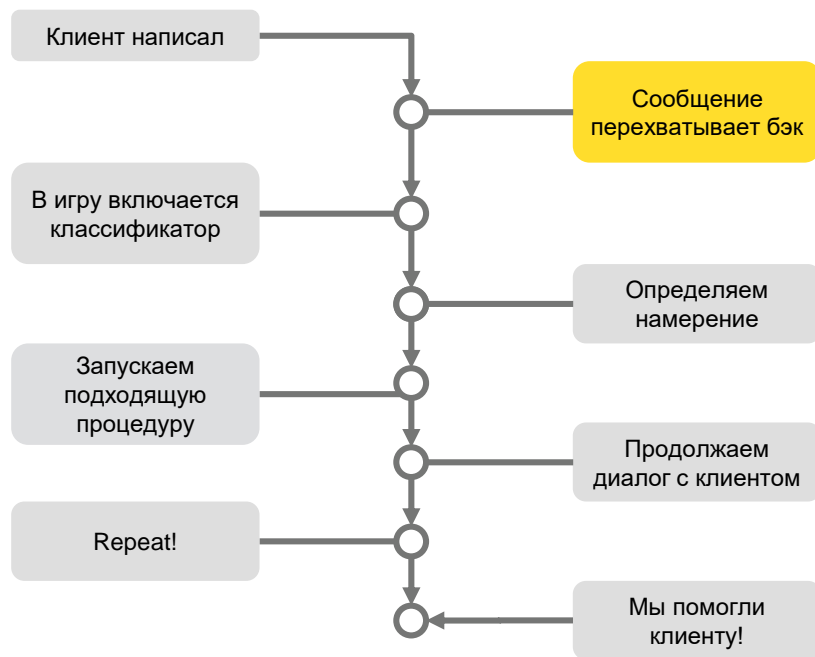 Клиент написал
Сообщение
перехватывает бэк
В игру включается
классификатор
Определяем
намерение
Запускаем
подходящую
процедуру
Продолжаем
диалог с клиентом
Repeat!
Мы помогли
клиенту!